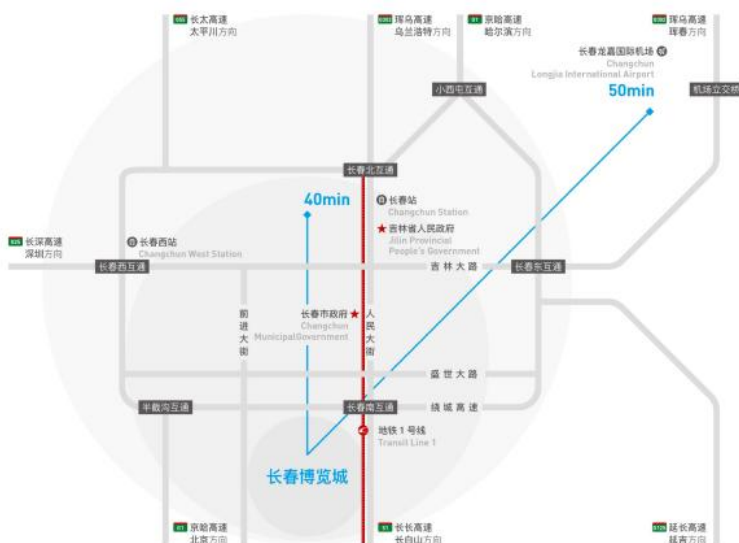 长太高速
太平川方向
珲乌高速
乌兰浩特方向
京哈高速
哈尔滨方向
珲乌高速
珲春方向
长春龙嘉国际机场
Changchun
Longjia International Airport
50min
小西屯互通
机场立交桥
长春北互通
40min
长春站
Changchun Station
吉林省人民政府
Jilin Provincial
People's Government
长深高速
深圳方向
长春西站
Changchun West Station
长春西互通
吉林大路
长春东互通
前进大街
长春市政府
Changchun
MunicipalGovernment
人民大街
盛世大路
半截沟互通
长春南互通
绕城高速
地铁1号线
Transit Line 1
长春博览城
京哈高速
北京方向
长长高速
长白山方向
延长高速
延吉方向